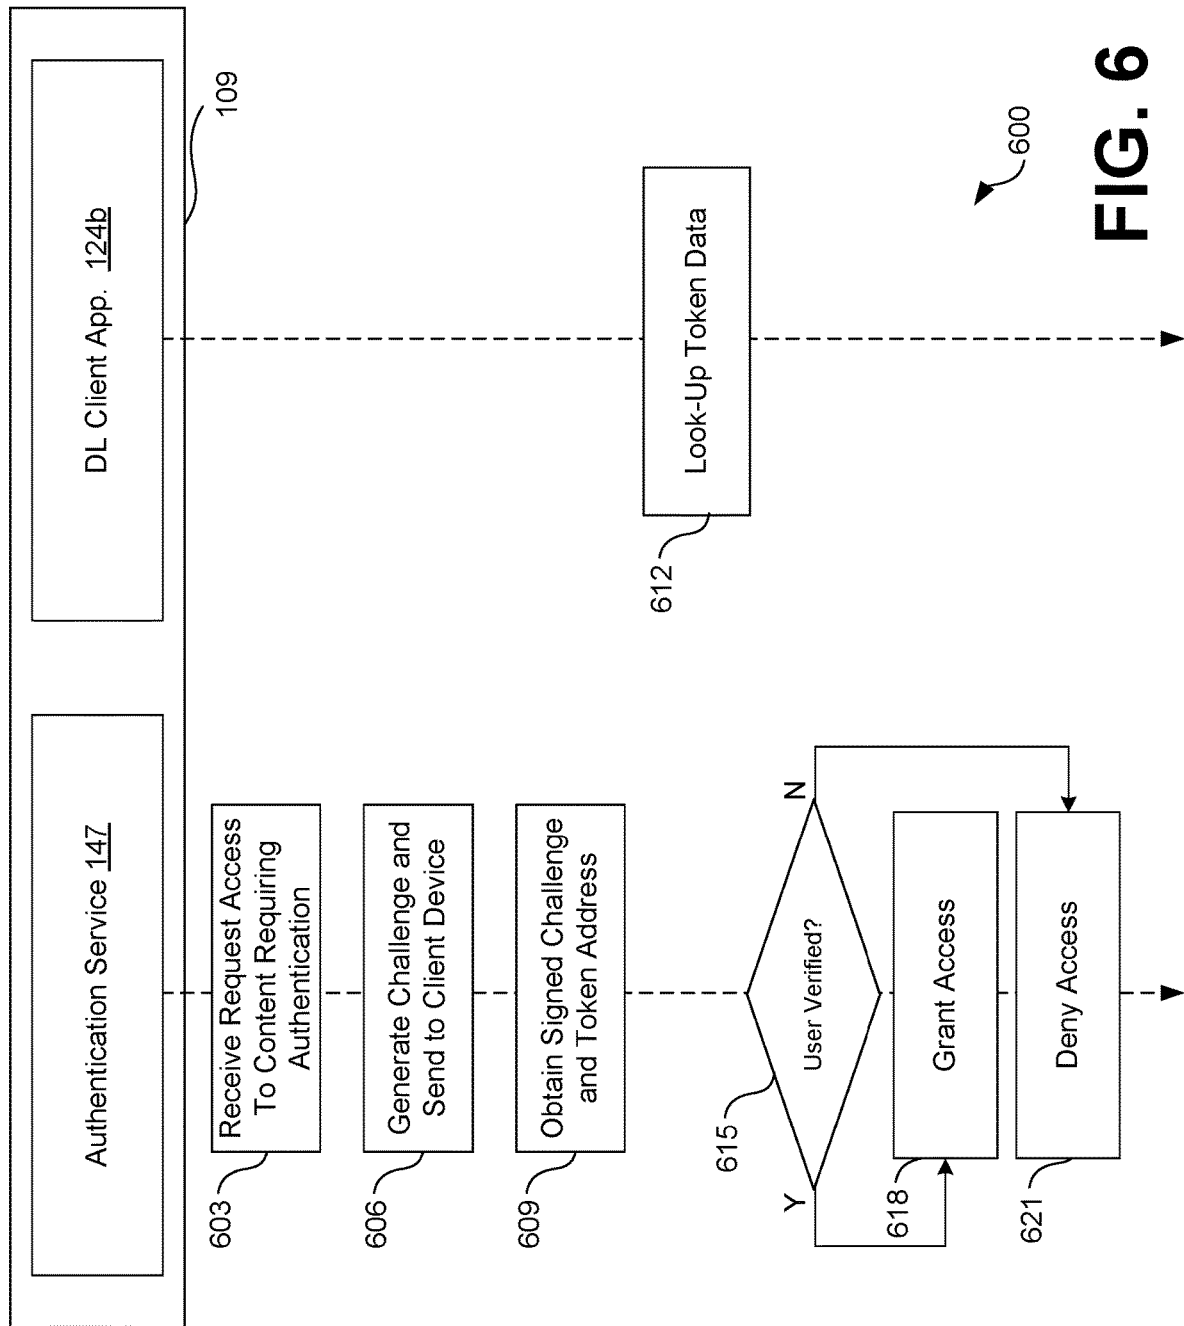 Authentication Service 147
DL Client App. 124b
109
Receive Request Access
To Content Requiring
Authentication
603
Generate Challenge and
Send to Client Device
606
Obtain Signed Challenge
and Token Address
609
Look-Up Token Data
612
User Verified?
615
Y
N
Grant Access
618
Deny Access
621
600
FIG. 6